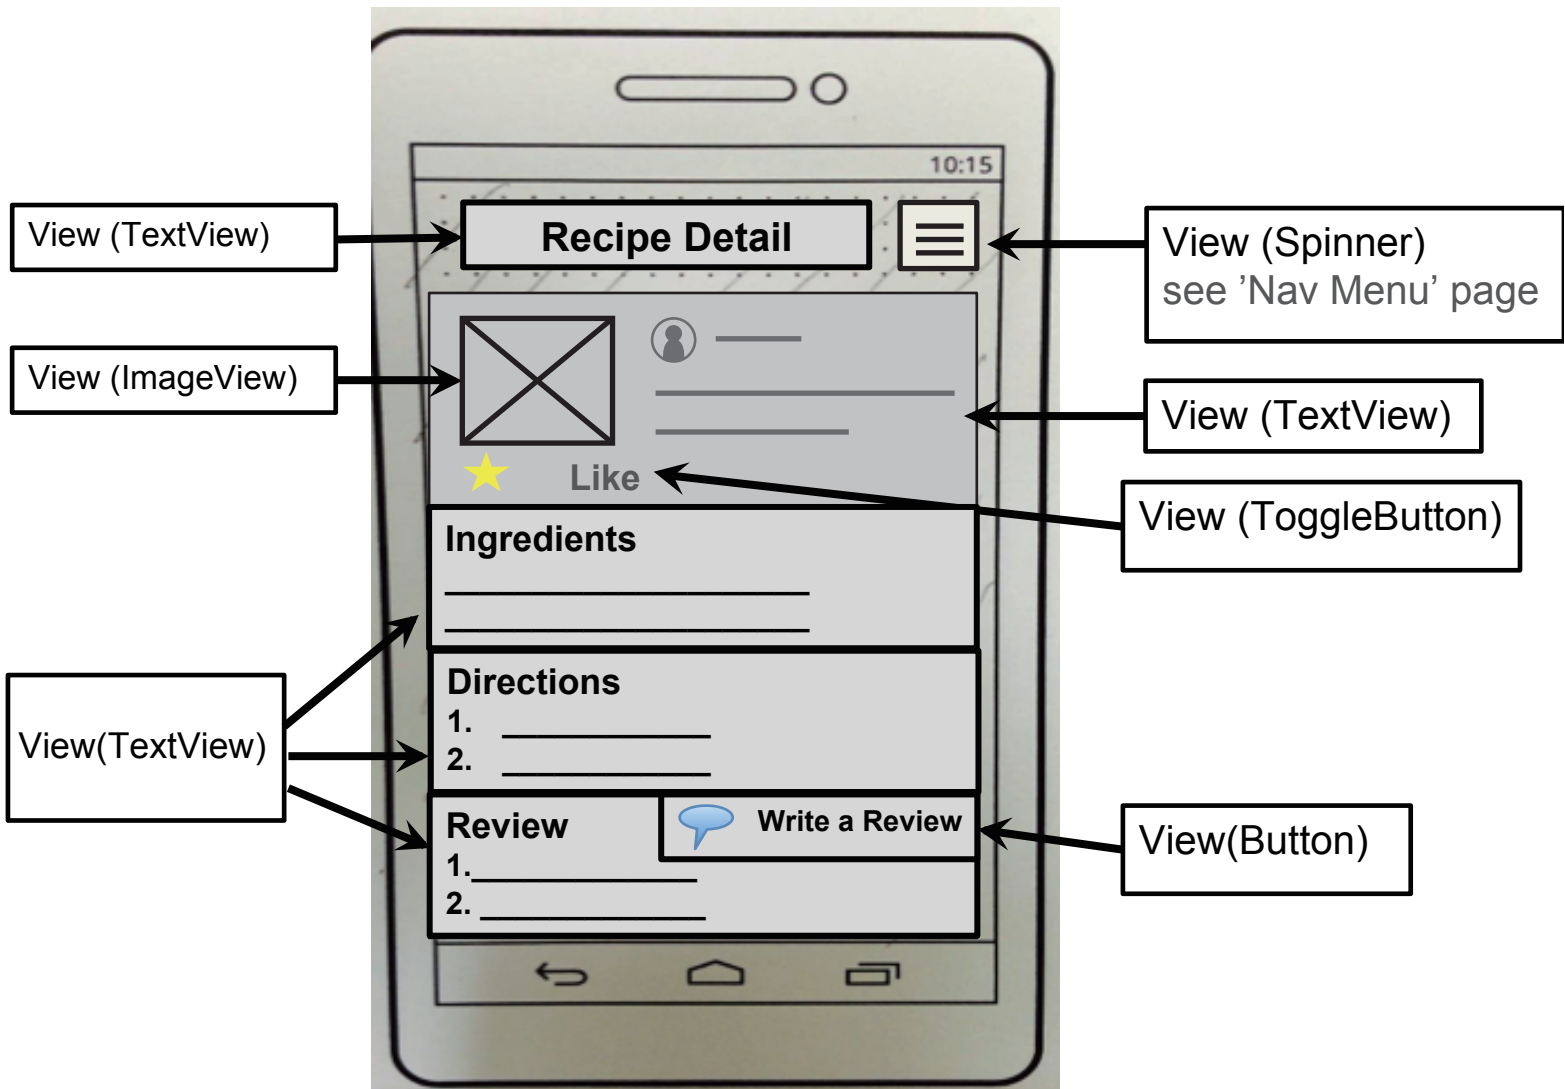 10:15
View (TextView)
Recipe Detail
View (Spinner)
see ’Nav Menu’ page
View (ImageView)
View (TextView)
Like
View (ToggleButton)
Ingredients
View(TextView)
Directions
1.
2.
Review
Write a Review
View(Button)
1.
2.